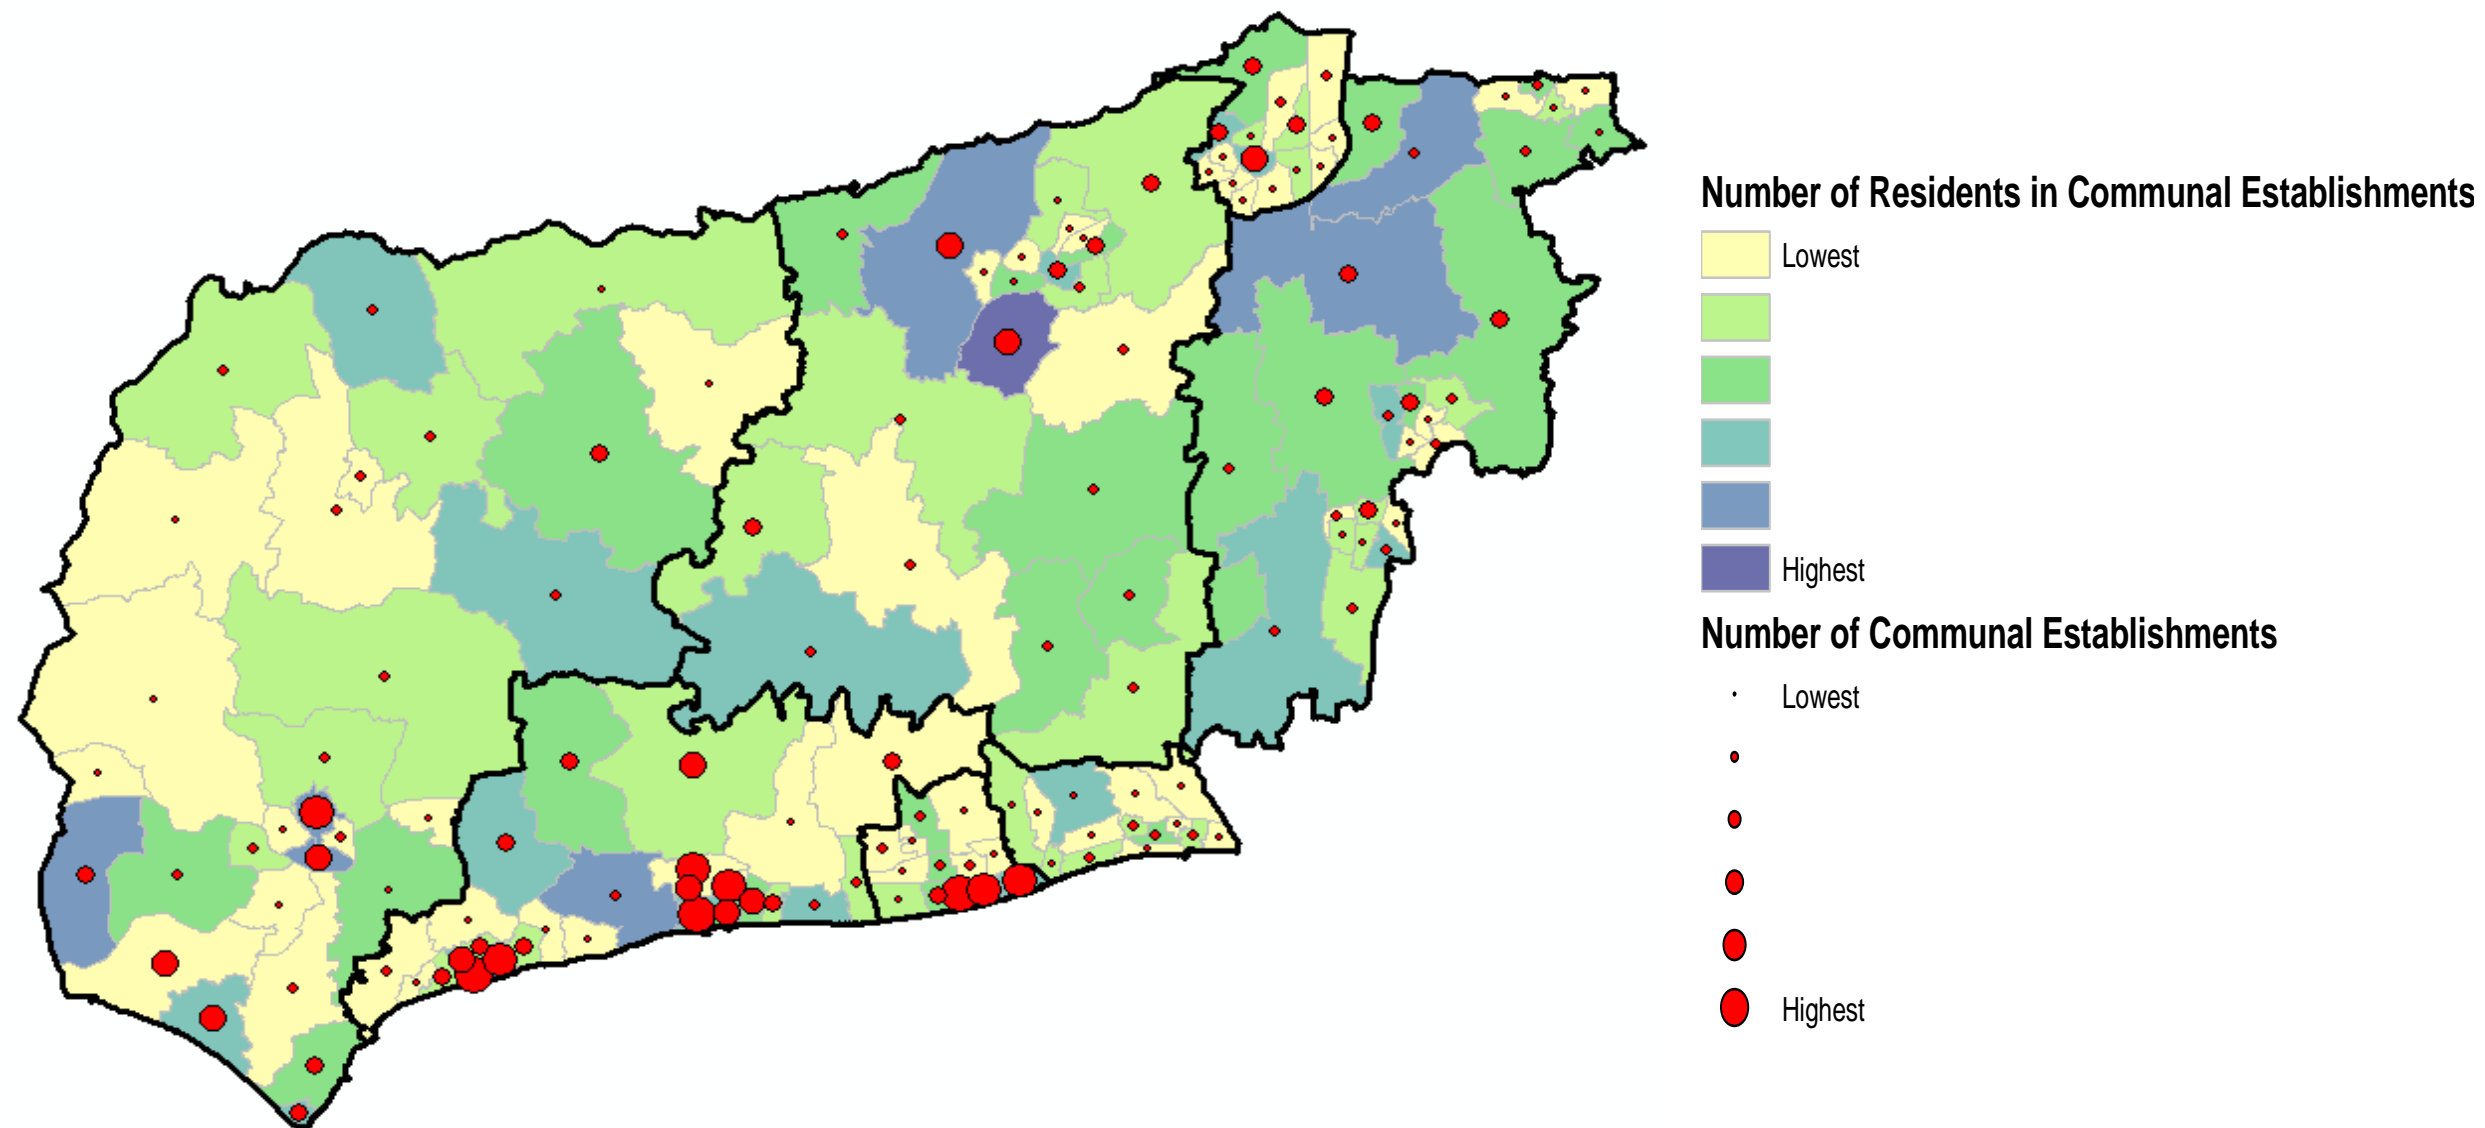 Number of Residents in Communal Establishments
Lowest
Highest
Number of Communal Establishments
Lowest
Highest